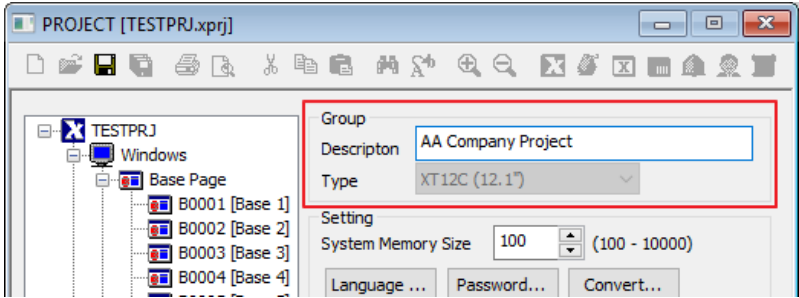 PROJECT [TESTPRJ.xprj]
TESTPRJ
Windows
Base Page
B0001 [Base 1]
B0002 [Base 2]
B0003 [Base 3]
B0004 [Base 4]
Group
Descripton AA Company Project
Type XT12C (12.1")
Setting
System Memory Size 100 (100 - 10000)
Language ... Password... Convert...